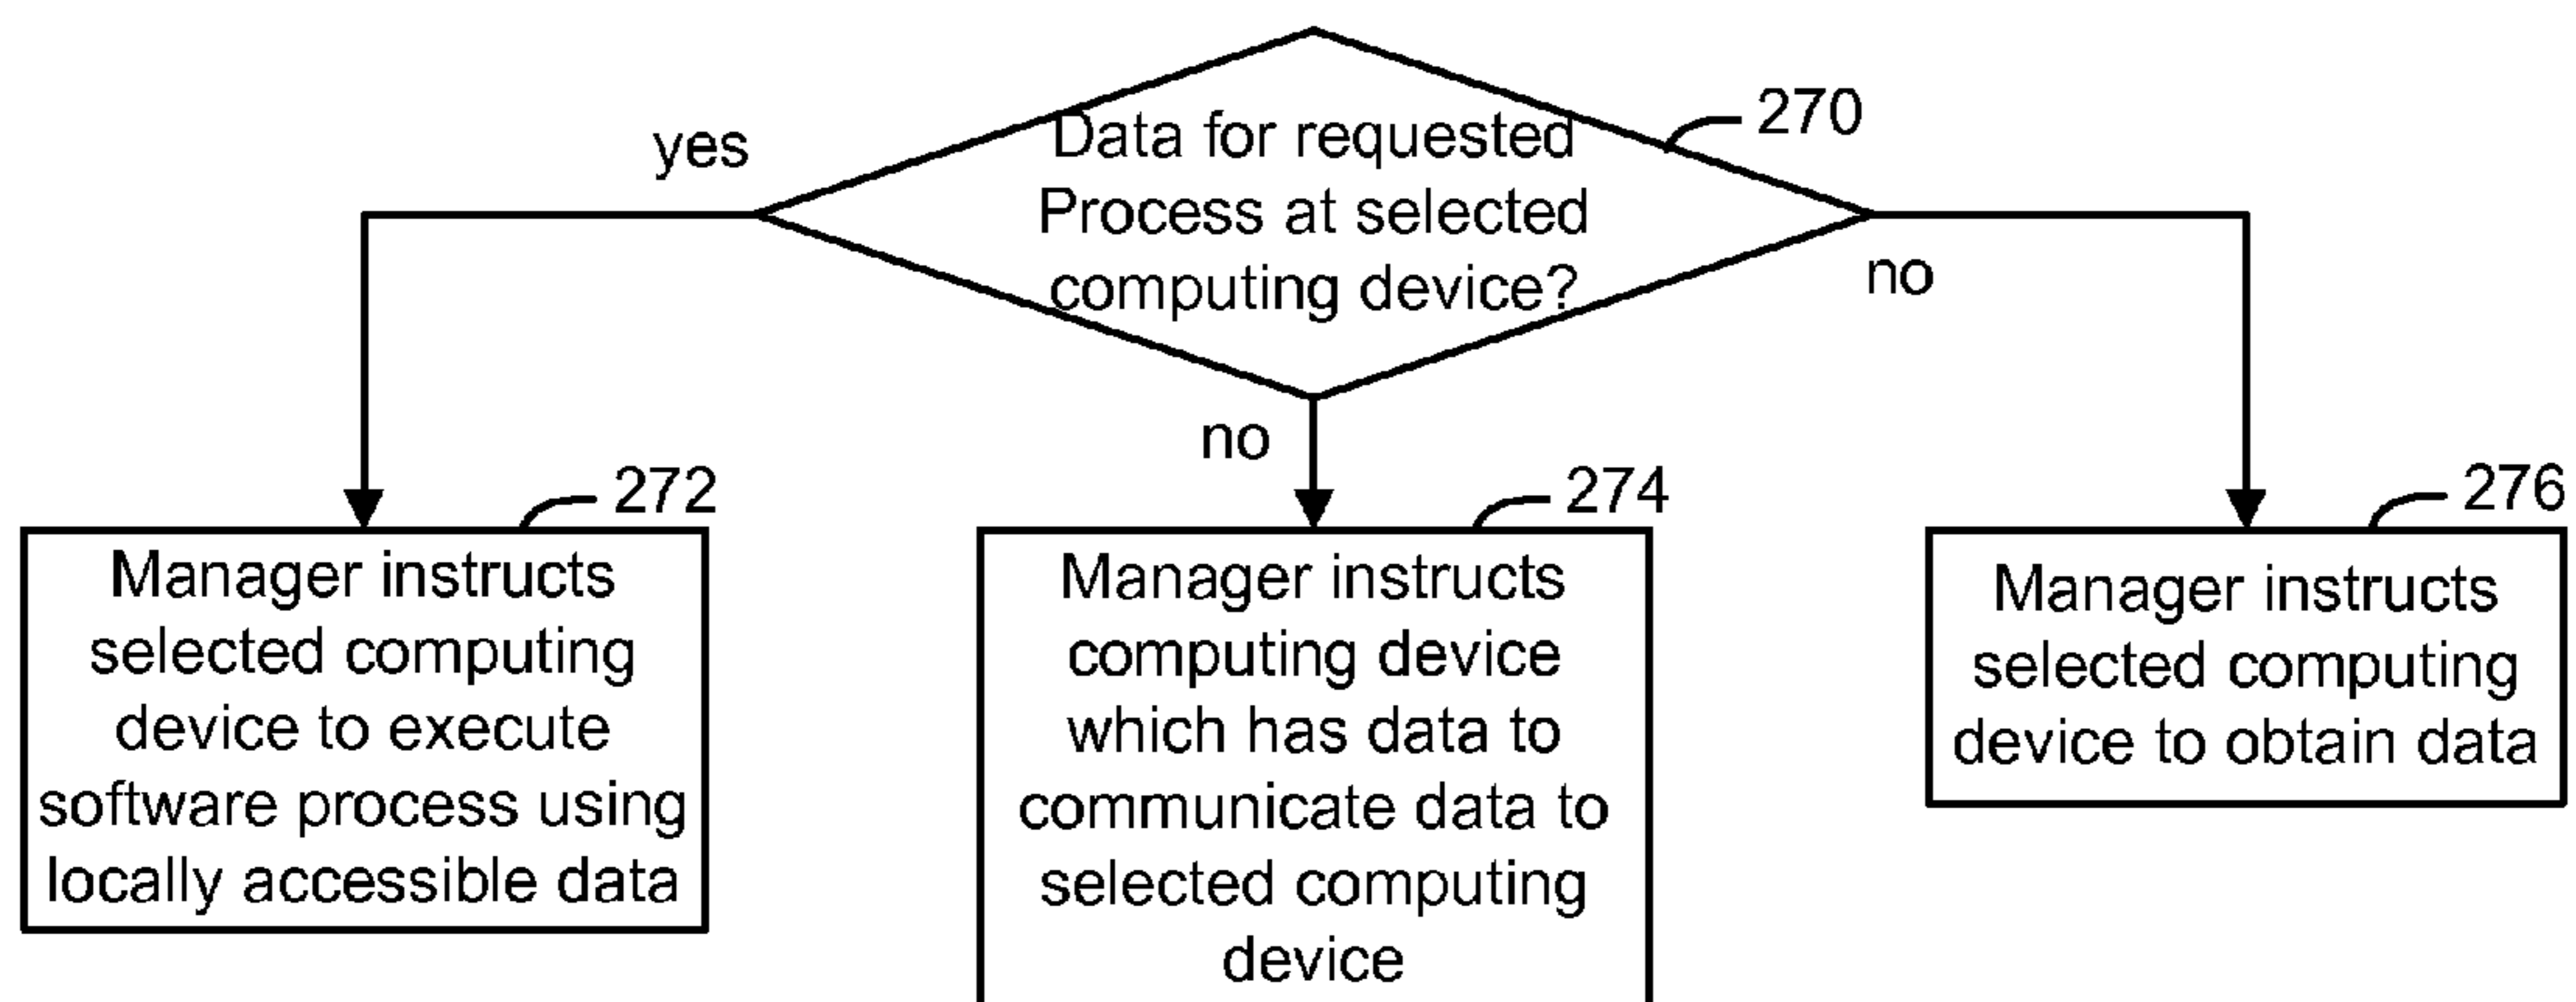 270
yes
Data for requested
Process at selected
computing device?
no
no
272
Manager instructs
selected computing
device to execute
software process using
locally accessible data
274
Manager instructs
computing device
which has data to
communicate data to
selected computing
device
276
Manager instructs
selected computing
device to obtain data